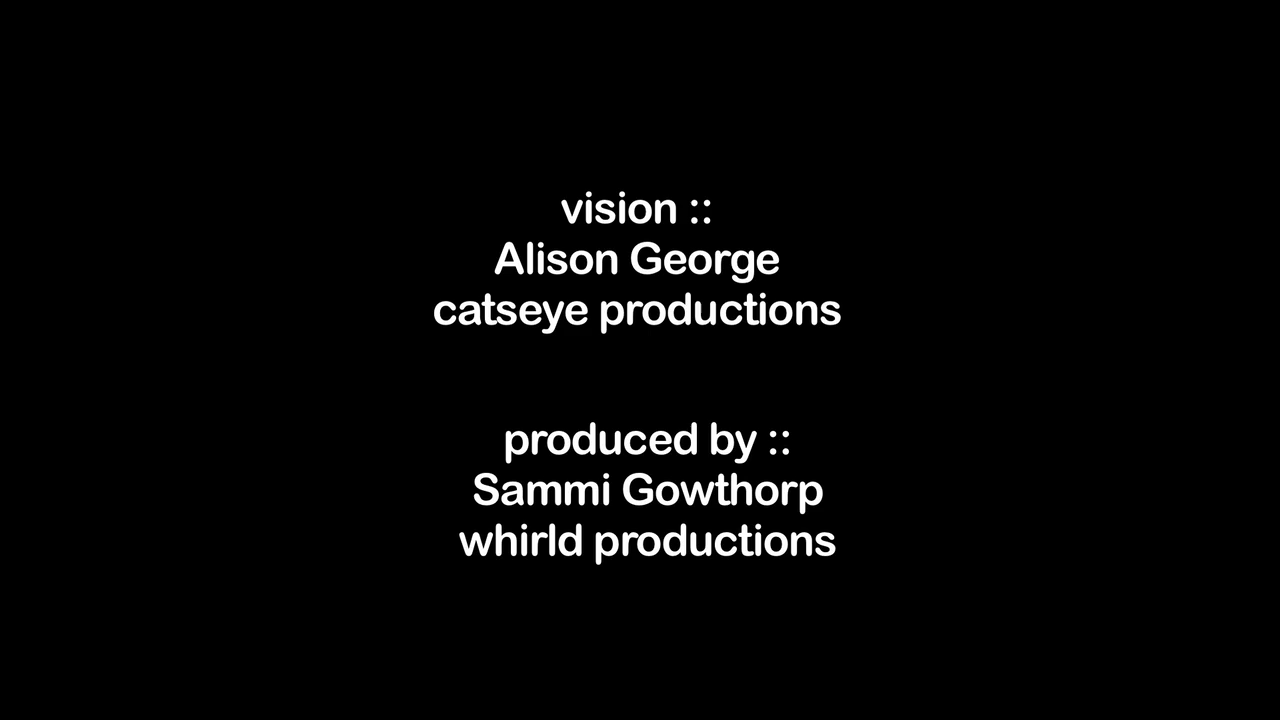 vision ::
Alison George
catseye productions
produced by ::
Sammi Gowthorp
whirld productions